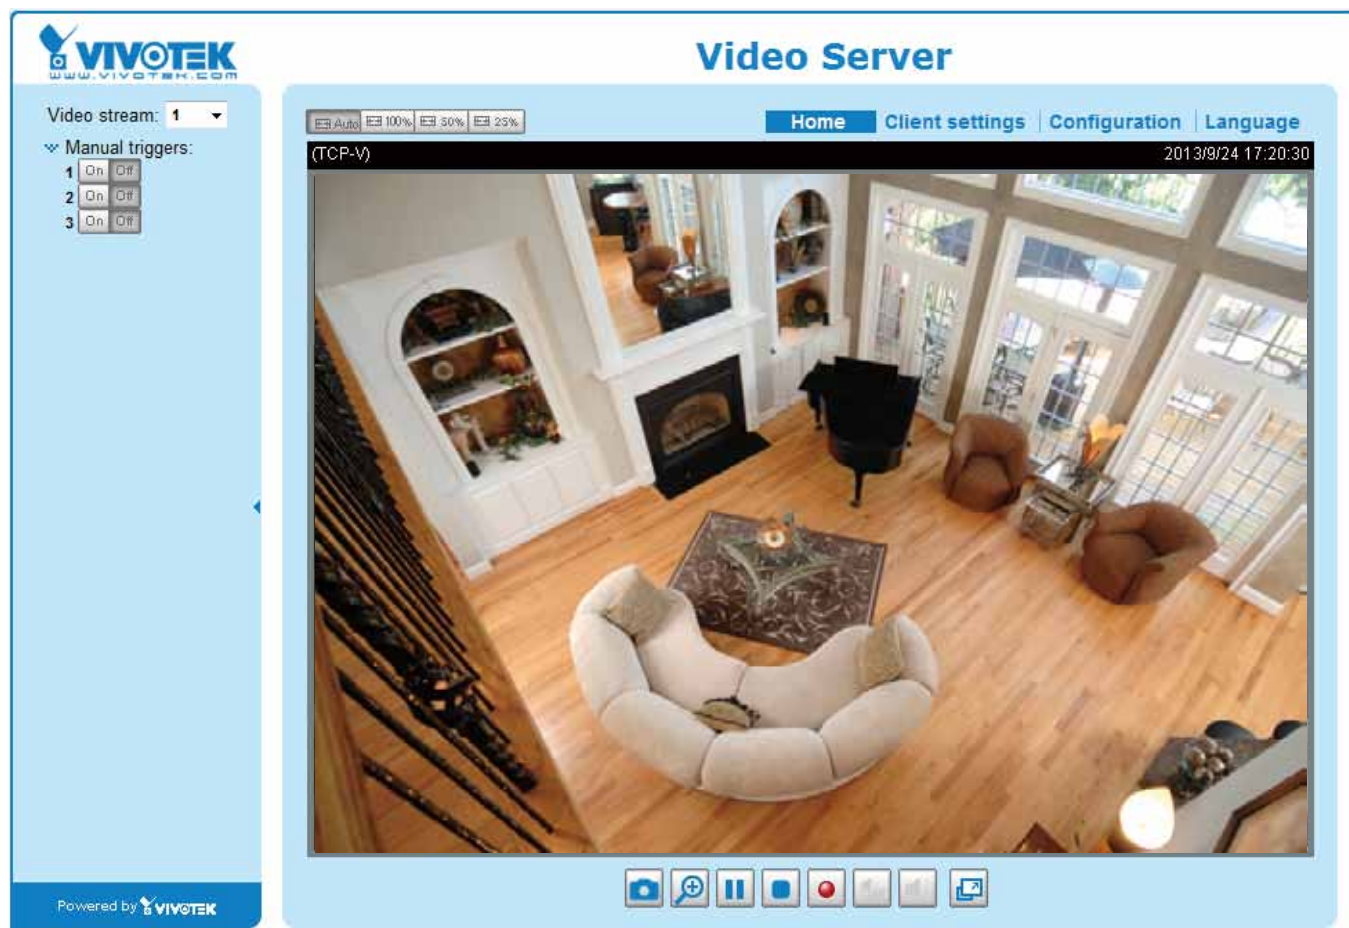 VIVOTEK
www.vivotek.com
Video Server
Video stream: 1
Manual triggers:
1 On Off
2 On Off
3 On Off
Auto 100% 50% 25%
Home Client settings Configuration Language
(TCP-V) 2013/9/24 17:20:30
Powered by VIVOTEK